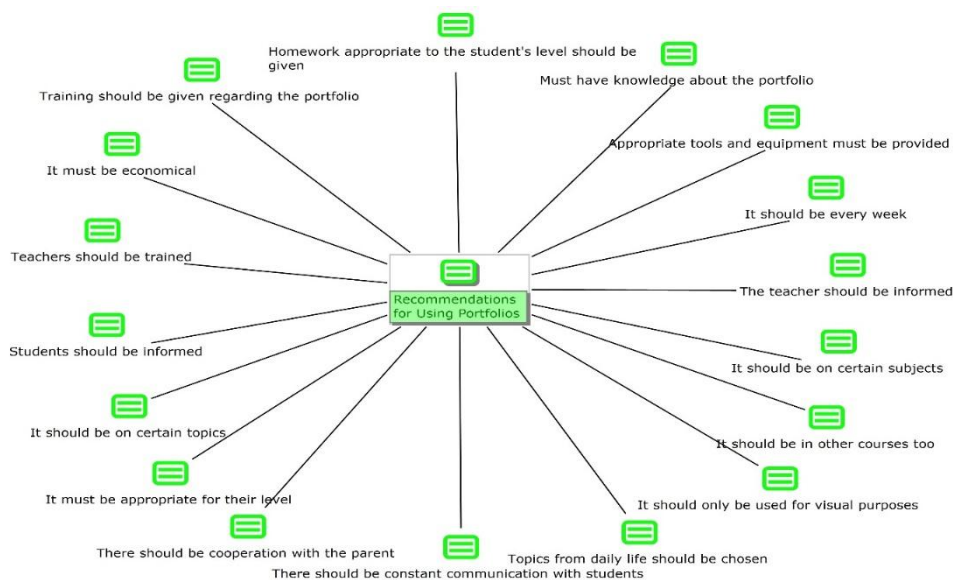 Homework appropriate to the student's level should be
given
Must have knowledge about the portfolio
Training should be given regarding the portfolio
Appropriate tools and equipment must be provided
It must be economical
It should be every week
Teachers should be trained
The teacher should be informed
Recommendations
for Using Portfolios
Students should be informed
It should be on certain subjects
It should be on certain topics
It should be in other courses too
It must be appropriate for their level
It should only be used for visual purposes
There should be cooperation with the parent
Topics from daily life should be chosen
There should be constant communication with students